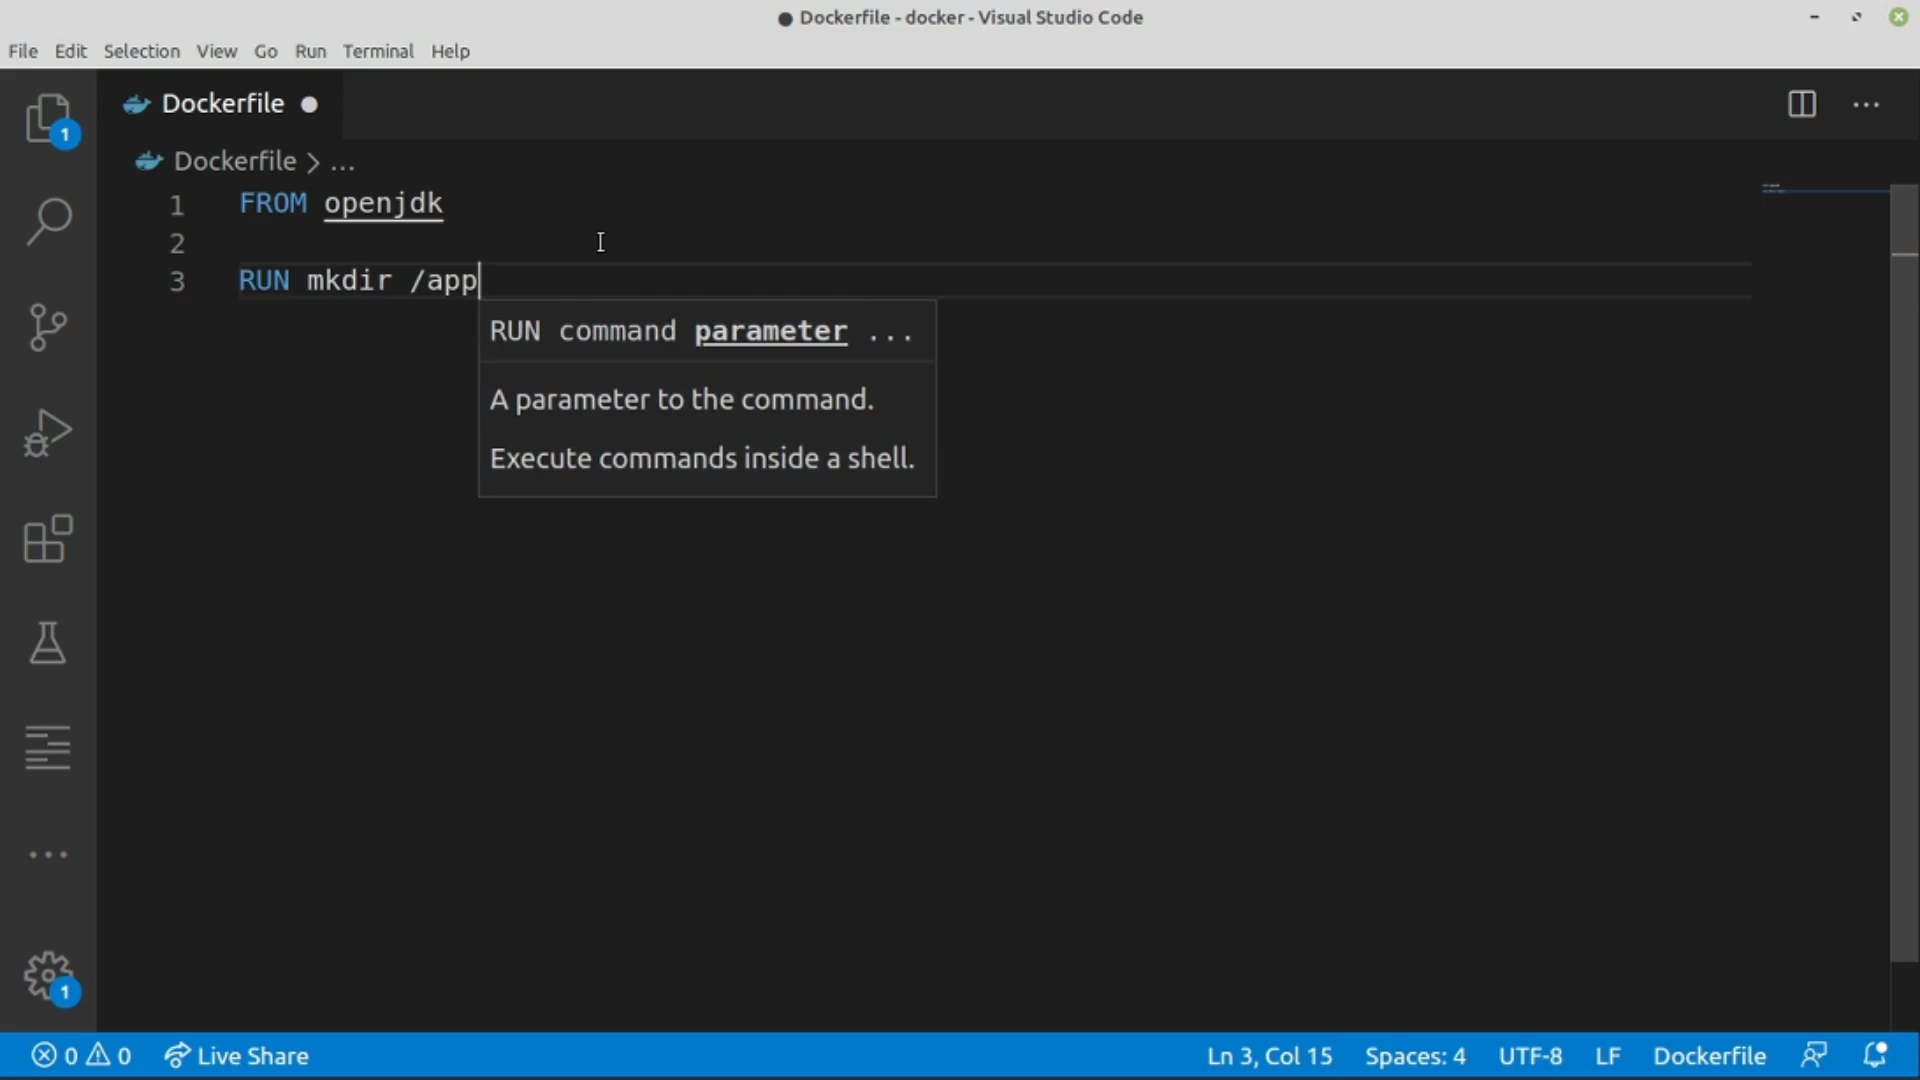 ● Dockerfile - docker - Visual Studio Code
File Edit Selection View Go Run Terminal Help
1
Dockerfile ●
Dockerfile > ...
1 FROM openjdk
2
3 RUN mkdir /app
RUN command parameter ...
A parameter to the command.
Execute commands inside a shell.
1
0 0 Live Share Ln 3, Col 15 Spaces: 4 UTF-8 LF Dockerfile